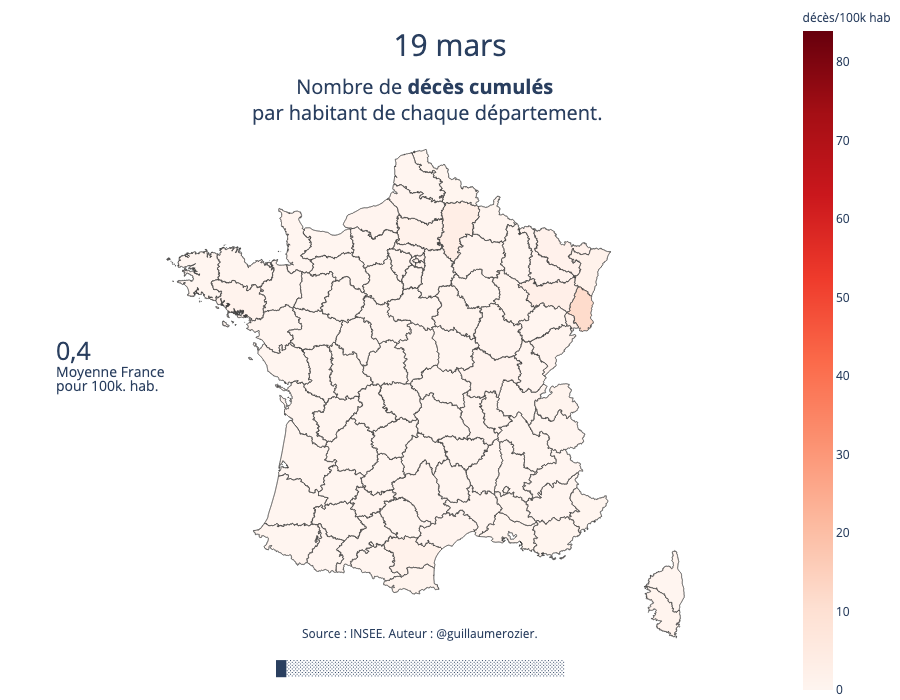 décès/100k hab
19 mars
Nombre de décès cumulés
par habitant de chaque département.
80
70
60
50
40
30
20
10
0
0,4
Moyenne France
pour 100k. hab.
Source : INSEE. Auteur : @guillaumerozier.